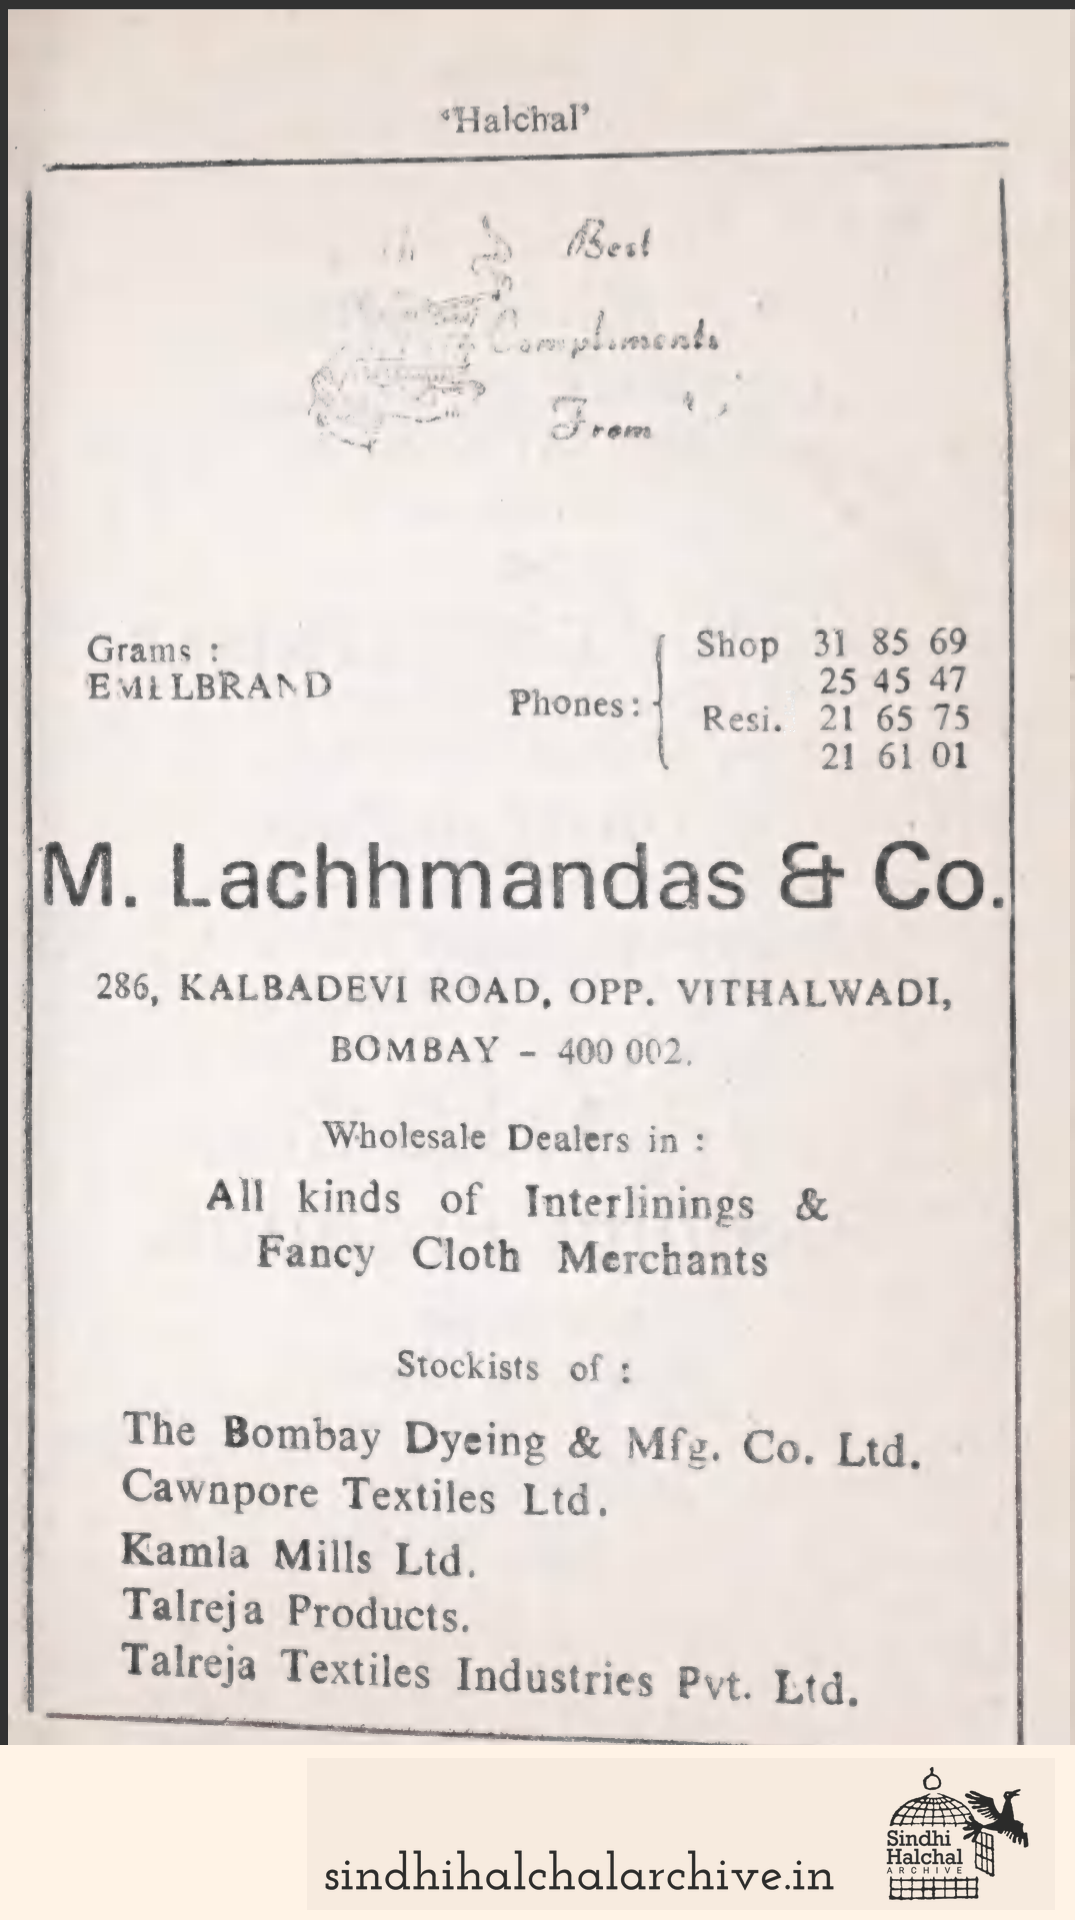 'Halchal'
Best
Compliments
From
Grams :
EMELBRAND
Phones :
Shop 31 85 69
25 45 47
Resi. 21 65 75
21 61 01
M. Lachhmandas & Co.
286, KALBADEVI ROAD, OPP. VITHALWADI,
BOMBAY - 400 002.
Wholesale Dealers in :
All kinds of Interlinings &
Fancy Cloth Merchants
Stockists of :
The Bombay Dyeing & Mfg. Co. Ltd.
Cawnpore Textiles Ltd.
Kamla Mills Ltd.
Talreja Products.
Talreja Textiles Industries Pvt. Ltd.
sindhihalchalarchive.in
Sindhi
Halchal
ARCHIVE